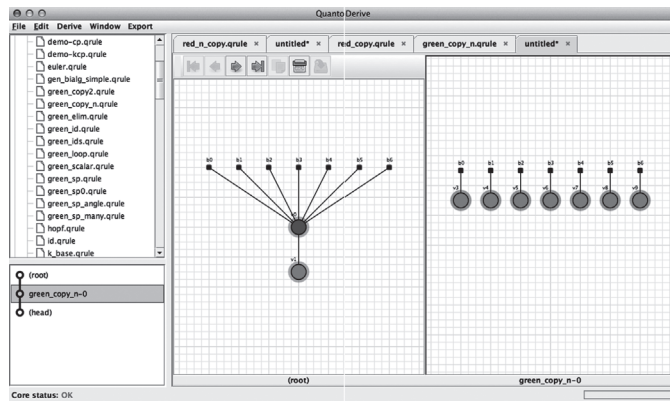 QuantoDerive
File Edit Derive Window Export
demo-cp.qrule
demo-kcp.qrule
euler.qrule
gen_bialg_simple.qrule
green_copy2.qrule
green_copy_n.qrule
green_elim.qrule
green_id.qrule
green_ids.qrule
green_loop.qrule
green_scalar.qrule
green_sp.qrule
green_sp0.qrule
green_sp_angle.qrule
green_sp_many.qrule
hopf.qrule
id.qrule
k_base.qrule
(root)
green_copy_n-0
(head)
red_n_copy.qrule × untitled* × red_copy.qrule × green_copy_n.qrule × untitled* ×
b0 b1 b2 b3 b4 b5 b6
v1
(root)
b0 b1 b2 b3 b4 b5 b6
v3 v4 v5 v6 v7 v8 v9
green_copy_n-0
Core status: OK